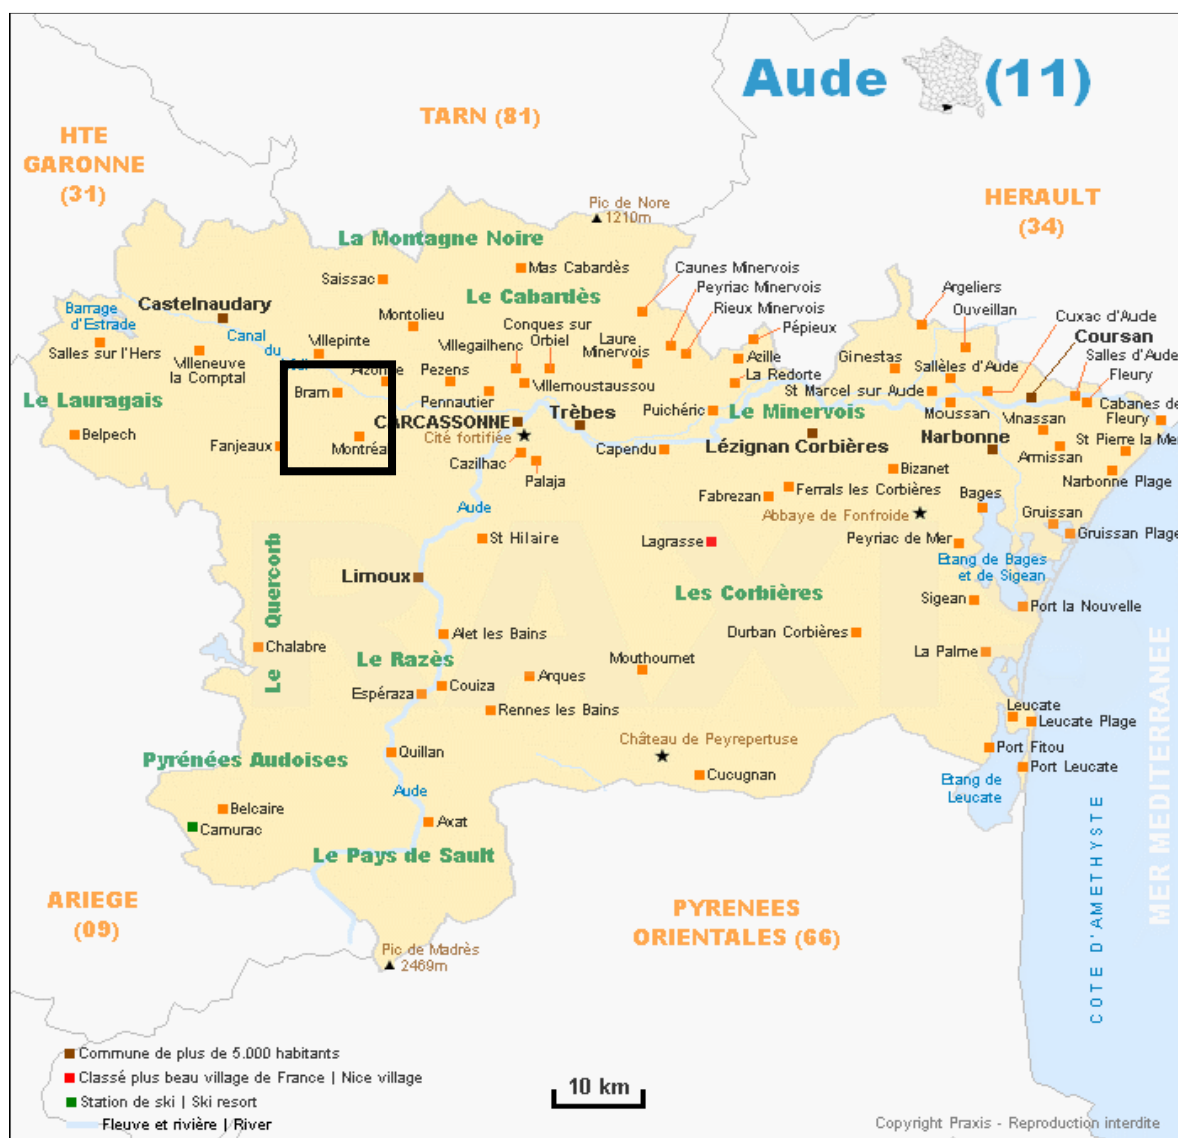 Aude (11)
TARN (81)
HTE
GARONNE
(31)
HERAULT
(34)
Pic de Nore
1210m
La Montagne Noire
Saissac
Mas Cabardès
Caunes Minervois
Peyriac Minervois
Rieux Minervois
Pépieux
Argeliers
Ouveillan
Cuxac d'Aude
Coursan
Salles d'Aude
Fleury
Barrage
d'Estrade
Castelnaudary
Le Cabardès
Canal
du
Montolieu
Salles sur l'Hers
Villeneuve
la Comptal
Villepinte
Villegailhenc
Conques sur
Orbiel
Laure
Minervois
Azille
La Redorte
Ginestas
Sallèles d'Aude
St Marcel sur Aude
Le Lauragais
Bram
Pezens
Pennautier
Villemoustaussou
Trèbes
Puichéric
Le Minervois
Moussan
Vinassan
Cabanes de
Fleury
Belpech
Fanjeaux
Montréal
CARCASSONNE
Cité fortifiée
Cazilhac
Palaja
Capendu
Lézignan Corbières
Narbonne
Armissan
St Pierre la Mer
Narbonne Plage
Bizanet
Aude
Fabrezan
Ferrals les Corbières
Abbaye de Fonfroide
Bages
Gruissan
Gruissan Plage
St Hilaire
Lagrasse
Peyriac de Mer
Etang de Bages
et de Sigean
Limoux
Les Corbières
Sigean
Port la Nouvelle
Le Quercorb
Chalabre
Alet les Bains
Le Razès
Durban Corbières
Mouthoumet
La Palme
Arques
Espéraza
Couiza
Rennes les Bains
Leucate
Leucate Plage
Pyrénées Audoises
Quillan
Château de Peyrepertuse
Cucugnan
Port Fitou
Port Leucate
Etang de
Leucate
Aude
Belcaire
Camurac
Axat
Le Pays de Sault
MER MEDITERRANEE
COTE D'AMETHYSTE
ARIEGE
(09)
PYRENEES
ORIENTALES (66)
Pic de Madrès
2469m
Commune de plus de 5.000 habitants
Classé plus beau village de France | Nice village
Station de ski | Ski resort
Fleuve et rivière | River
10 km
Copyright Praxis - Reproduction interdite